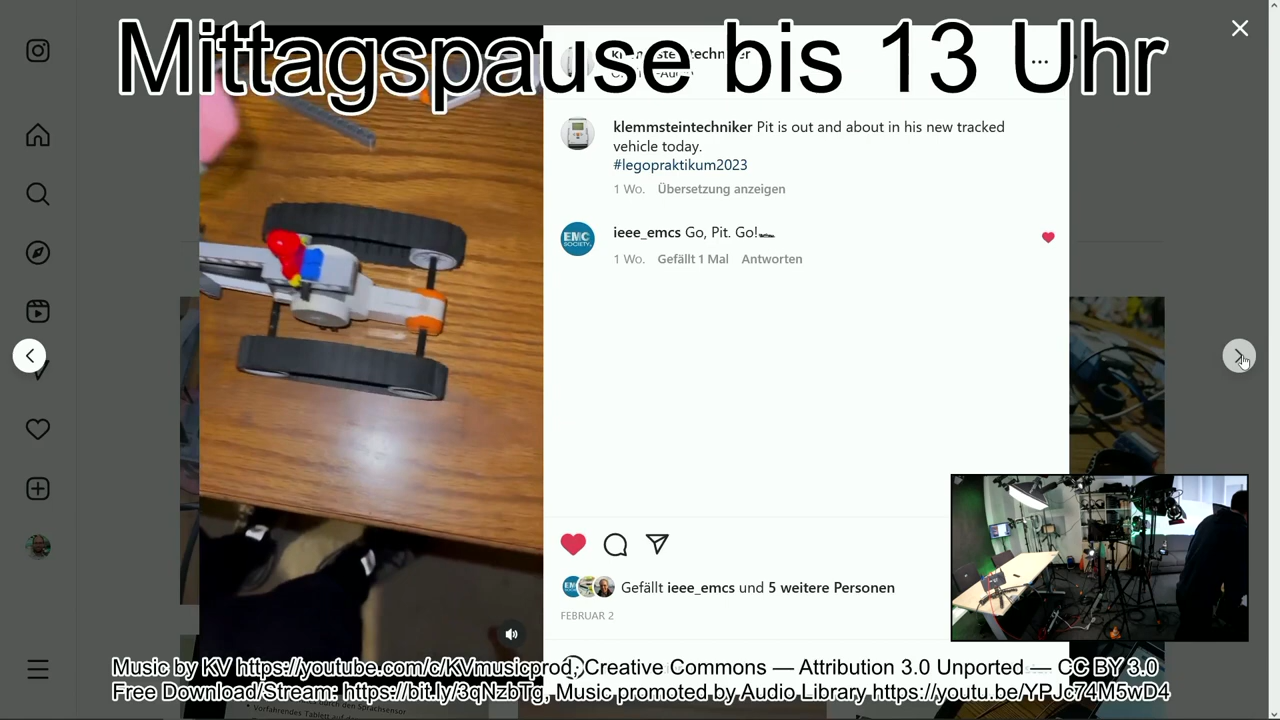 Mittagspause bis 13 Uhr
klemmsteintechniker
klemmsteintechniker Pit is out and about in his new tracked
vehicle today.
#legopraktikum2023
1 Wo. Übersetzung anzeigen
EMC
SOCIETY
ieee_emcs Go, Pit. Go!
1 Wo. Gefällt 1 Mal Antworten
Gefällt ieee_emcs und 5 weitere Personen
FEBRUAR 2
Music by KV https://youtube.com/c/KVmusicprod; Creative Commons — Attribution 3.0 Unported — CC BY 3.0
Free Download/Stream: https://bit.ly/3qNzbTg, Music promoted by Audio Library https://youtu.be/YPJc74M5wD4